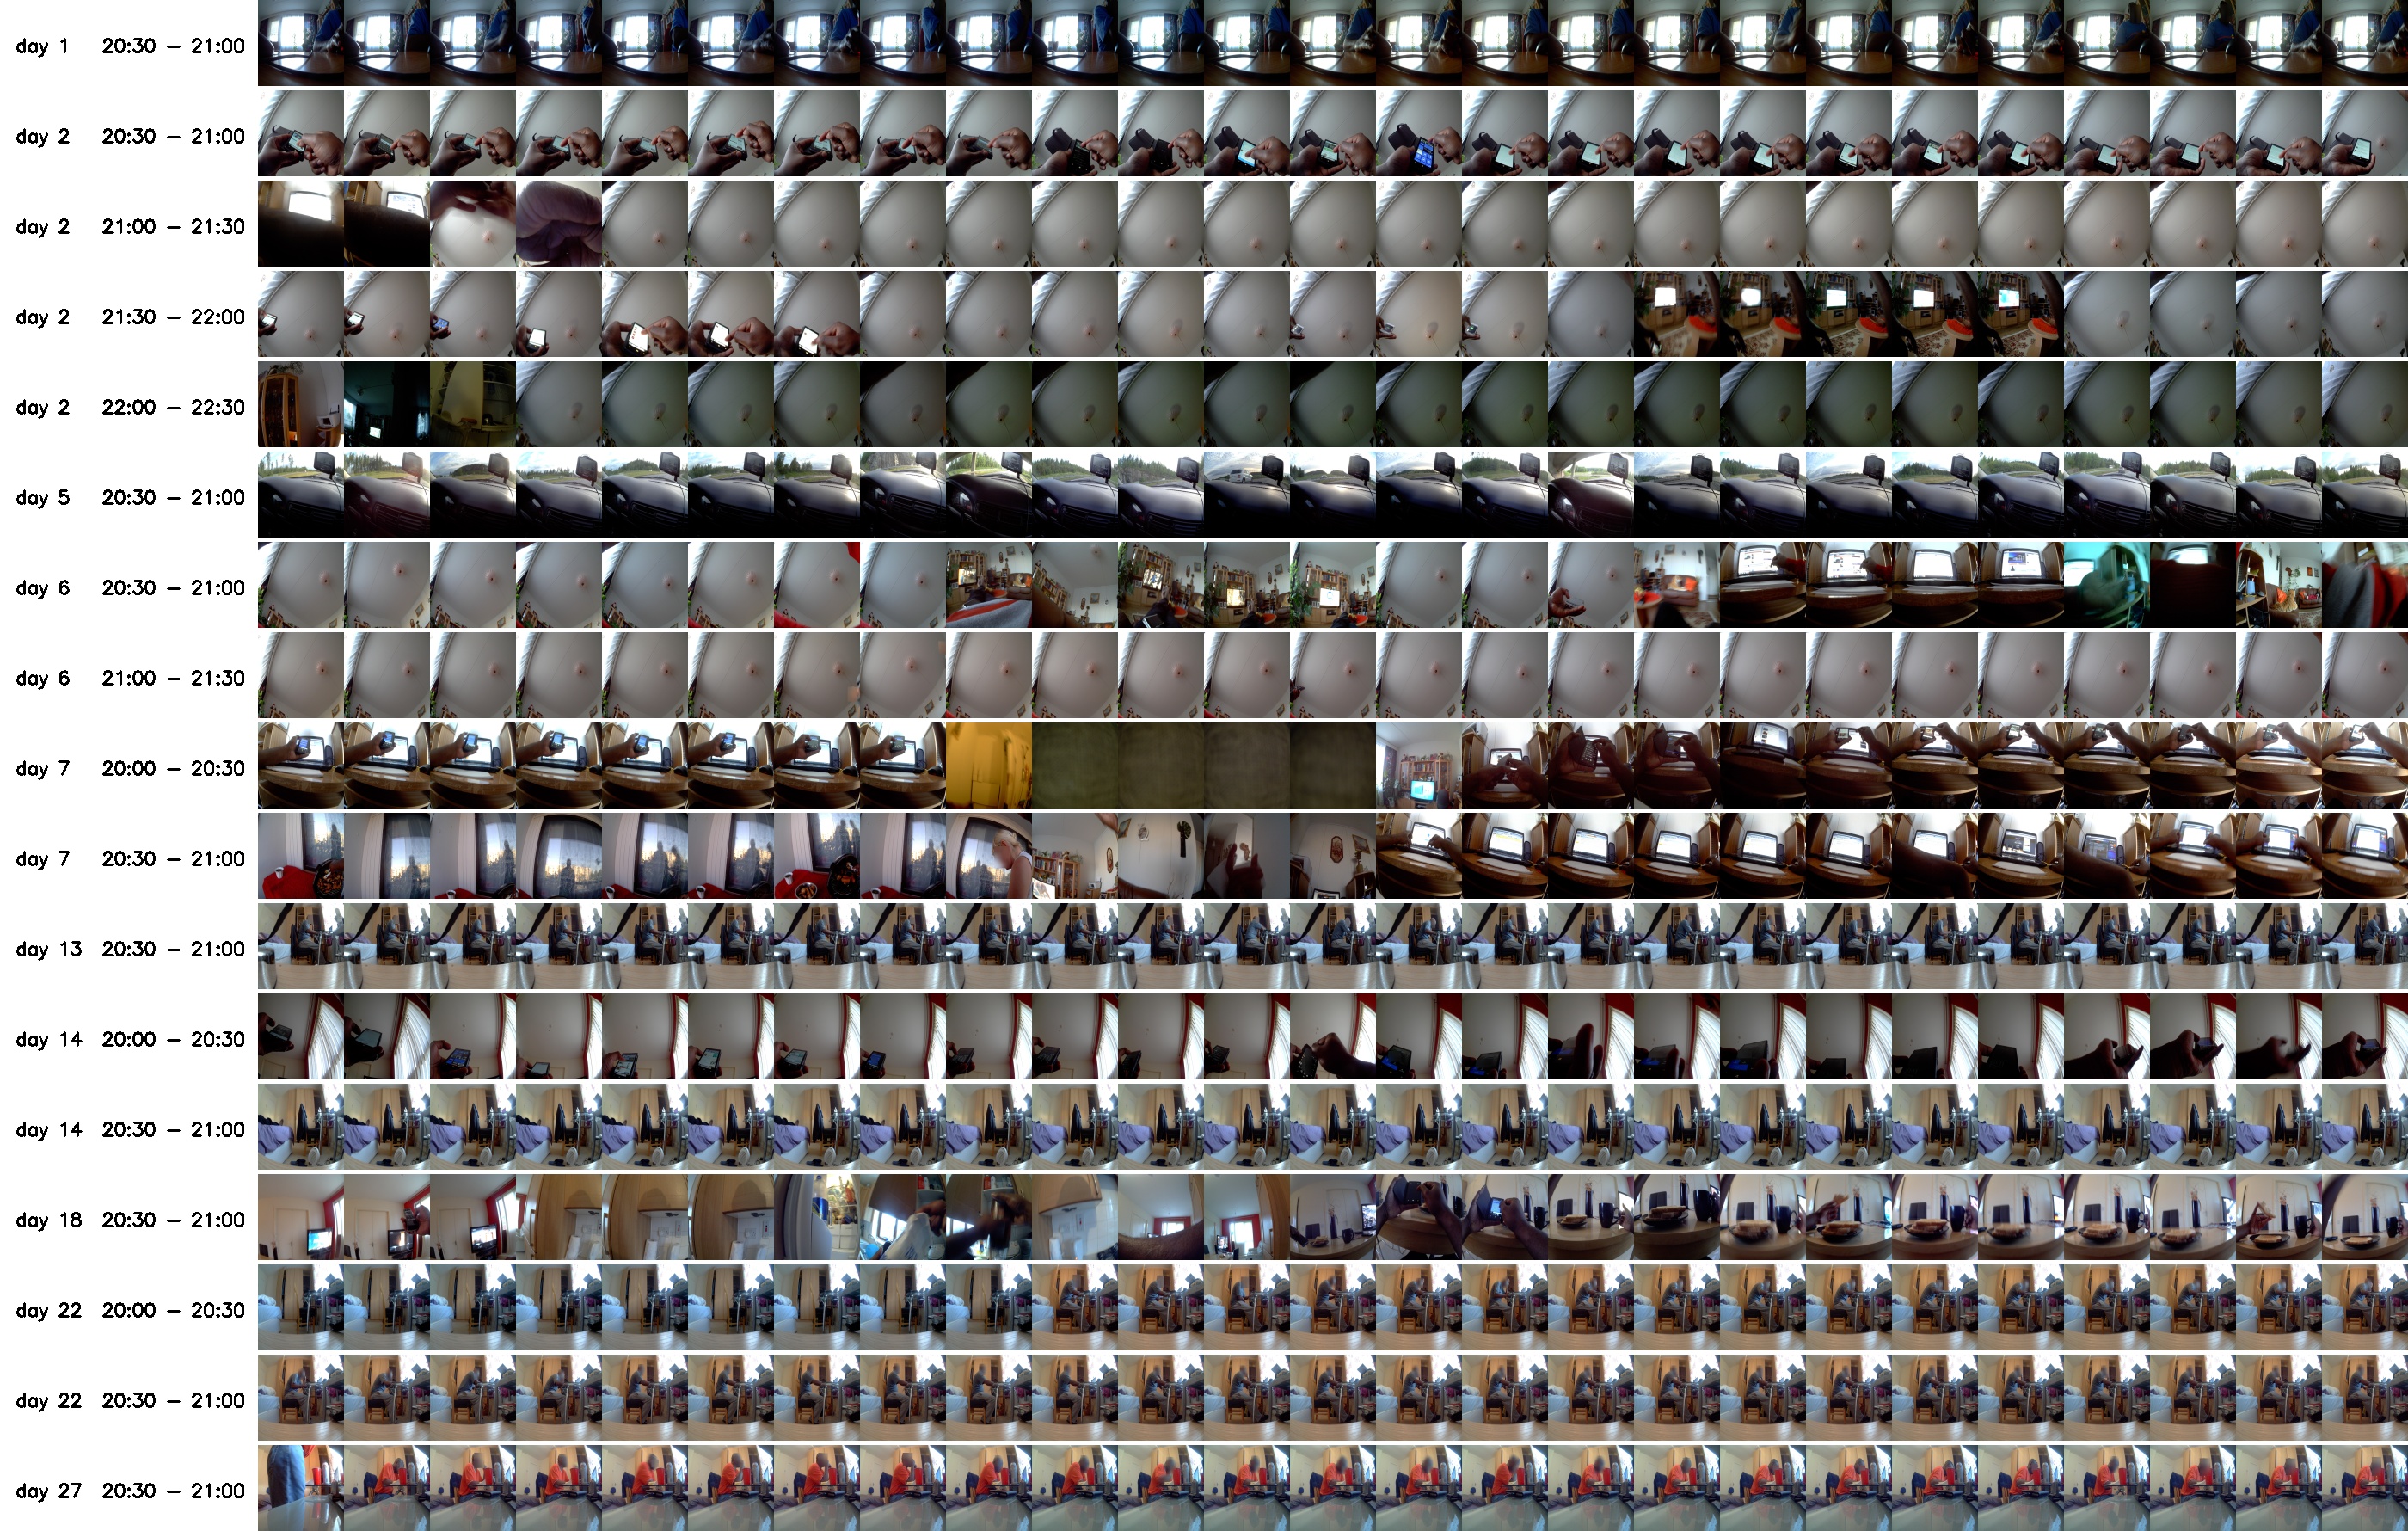 day 1 20:30 – 21:00
day 2 20:30 – 21:00
day 2 21:00 – 21:30
day 2 21:30 – 22:00
day 2 22:00 – 22:30
day 5 20:30 – 21:00
day 6 20:30 – 21:00
day 6 21:00 – 21:30
day 7 20:00 – 20:30
day 7 20:30 – 21:00
day 13 20:30 – 21:00
day 14 20:00 – 20:30
day 14 20:30 – 21:00
day 18 20:30 – 21:00
day 22 20:00 – 20:30
day 22 20:30 – 21:00
day 27 20:30 – 21:00